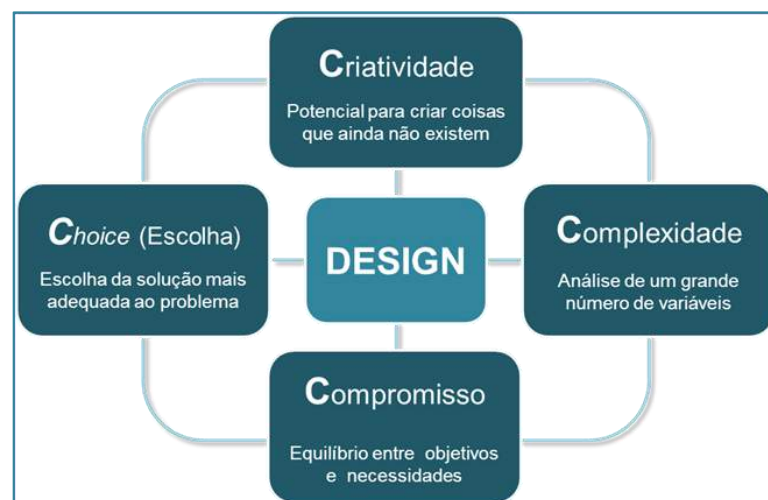 Criatividade
Potencial para criar coisas
que ainda não existem
Choice (Escolha)
Escolha da solução mais
adequada ao problema
DESIGN
Complexidade
Análise de um grande
número de variáveis
Compromisso
Equilíbrio entre objetivos
e necessidades